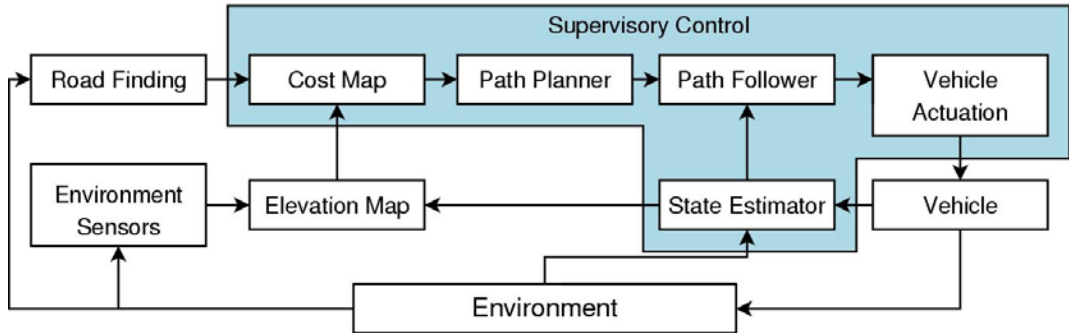 Supervisory Control
Road Finding
Cost Map
Path Planner
Path Follower
Vehicle
Actuation
Environment
Sensors
Elevation Map
State Estimator
Vehicle
Environment